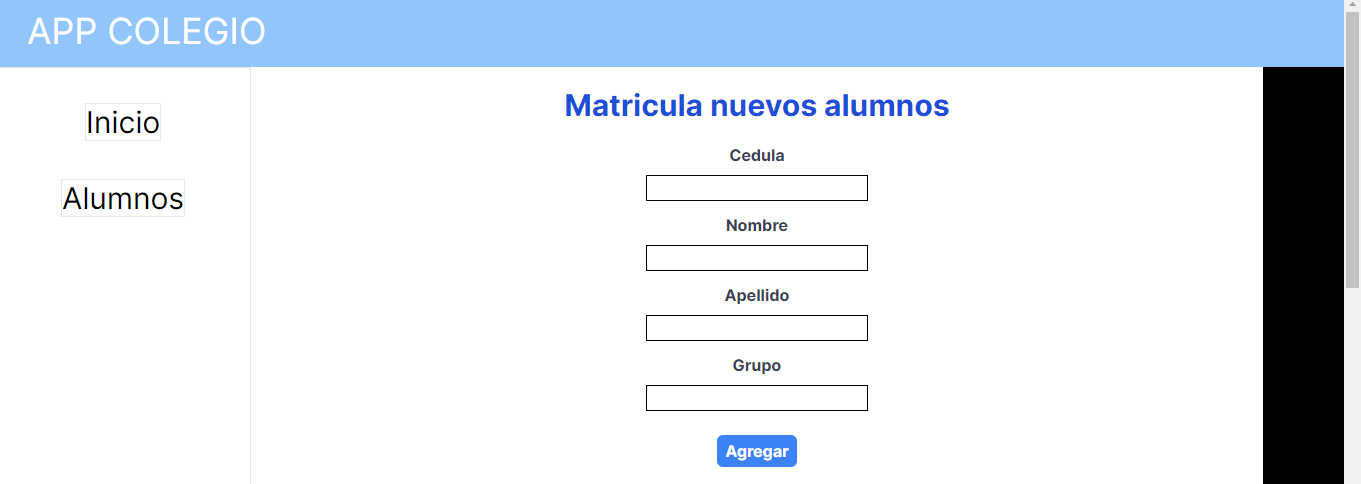 APP COLEGIO
Inicio
Alumnos
Matricula nuevos alumnos
Cedula
Nombre
Apellido
Grupo
Agregar